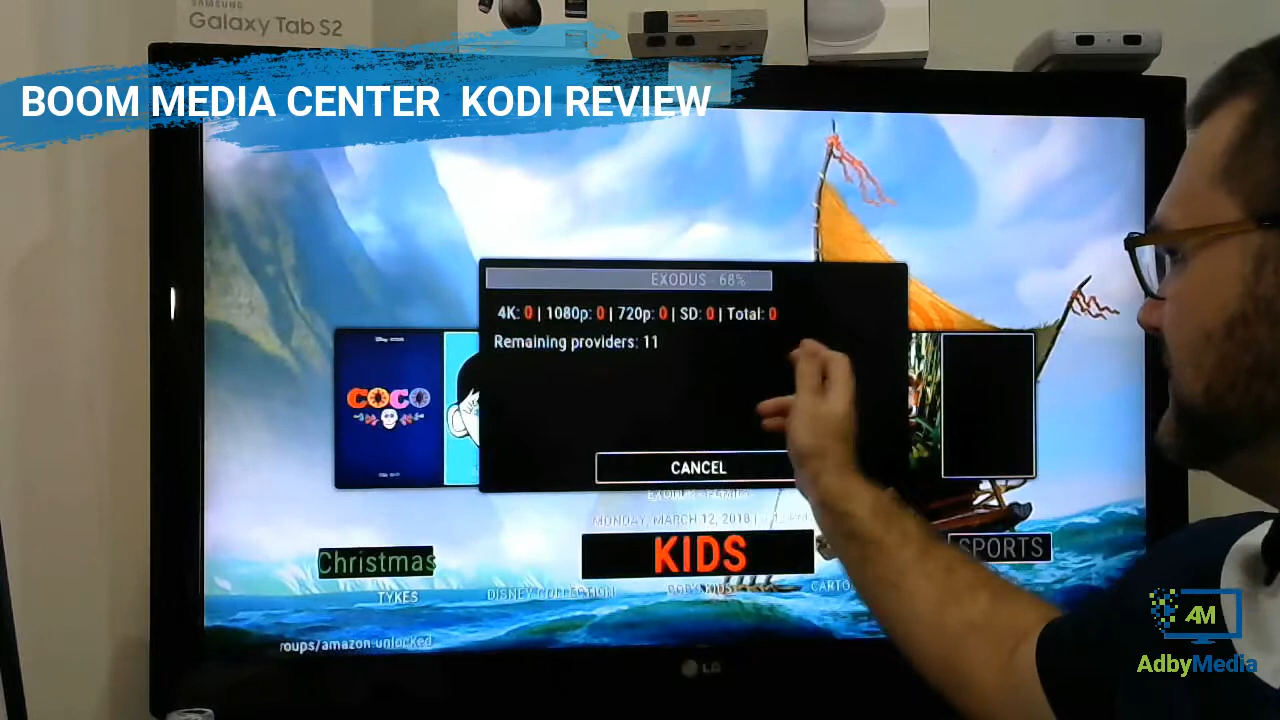 SAMSUNG
Galaxy Tab S2
BOOM MEDIA CENTER KODI REVIEW
EXODUS - 68%
4K: 0 | 1080p: 0 | 720p: 0 | SD: 0 | Total: 0
Remaining providers: 11
COCO
CANCEL
MONDAY, MARCH 12, 2018 |
Christmas
KIDS
SPORTS
TYKES
DISNEY COLLECTION
CARTO
roups/amazon-unlocked
LG
AM
AdbyMedia